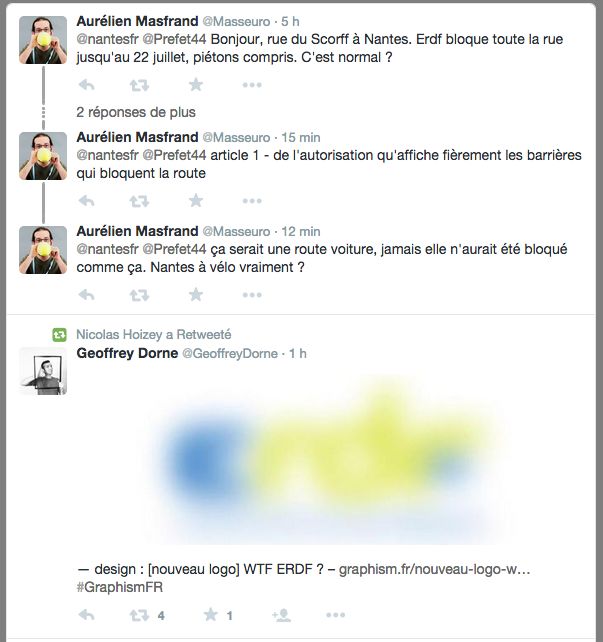 Aurélien Masfrand @Masseuro · 5 h
@nantesfr @Prefet44 Bonjour, rue du Scorff à Nantes. Erdf bloque toute la rue
jusqu'au 22 juillet, piétons compris. C'est normal ?
2 réponses de plus
Aurélien Masfrand @Masseuro · 15 min
@nantesfr @Prefet44 article 1 - de l'autorisation qu'affiche fièrement les barrières
qui bloquent la route
Aurélien Masfrand @Masseuro · 12 min
@nantesfr @Prefet44 ça serait une route voiture, jamais elle n'aurait été bloqué
comme ça. Nantes à vélo vraiment ?
Nicolas Hoizey a Retweeté
Geoffrey Dorne @GeoffreyDorne · 1 h
— design : [nouveau logo] WTF ERDF ? – graphism.fr/nouveau-logo-w…
#GraphismFR
4 1